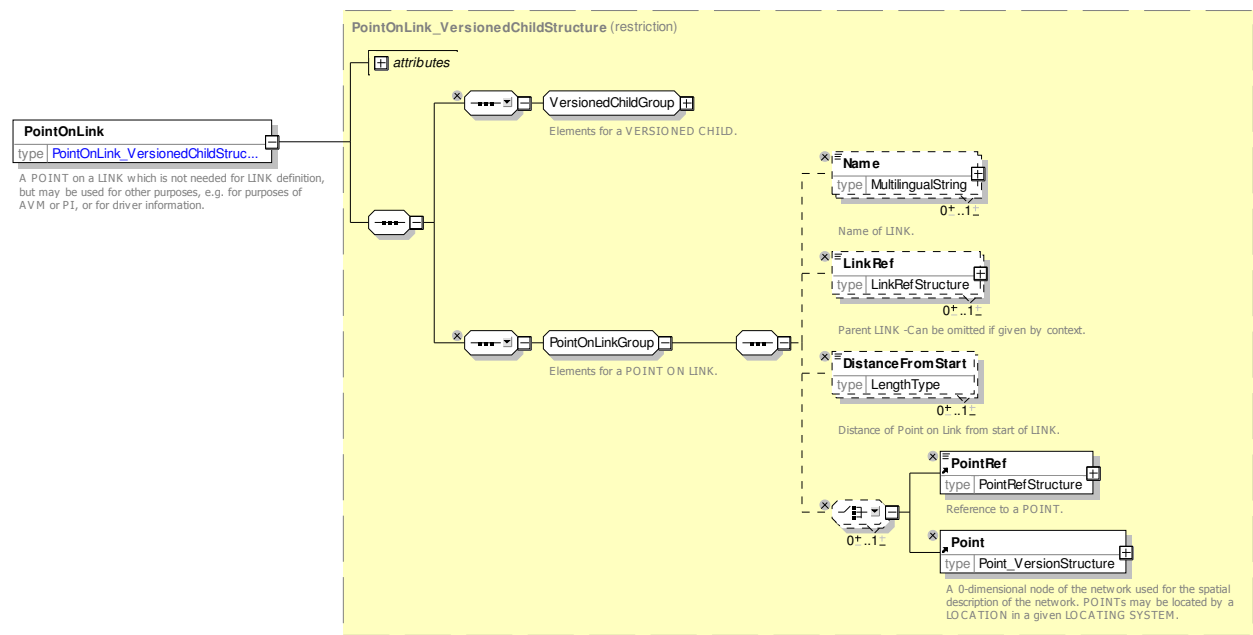 PointOnLink_VersionedChildStructure (restriction)
attributes
VersionedChildGroup
Elements for a VERSIONED CHILD.
PointOnLink
type PointOnLink_VersionedChildStruc...
A POINT on a LINK which is not needed for LINK definition,
but may be used for other purposes, e.g. for purposes of
AVM or PI, or for driver information.
Name
type MultilingualString
0+..1±
Name of LINK.
LinkRef
type LinkRefStructure
0+..1±
Parent LINK -Can be omitted if given by context.
PointOnLinkGroup
Elements for a POINT ON LINK.
DistanceFromStart
type LengthType
0+..1±
Distance of Point on Link from start of LINK.
PointRef
type PointRefStructure
Reference to a POINT.
0+..1±
Point
type Point_VersionStructure
A 0-dimensional node of the network used for the spatial
description of the network. POINTs may be located by a
LOCATION in a given LOCATING SYSTEM.